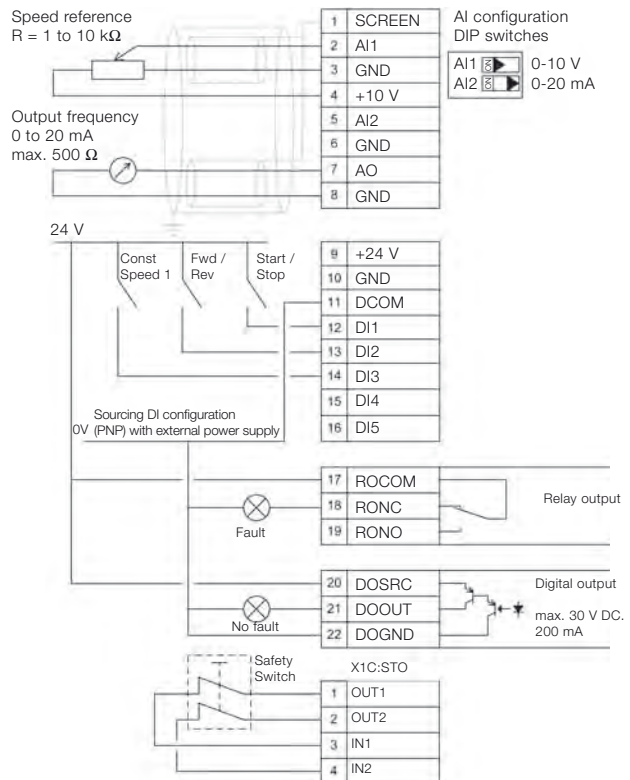 Speed reference
R = 1 to 10 kΩ
AI configuration
DIP switches
AI1 ON 0-10 V
AI2 ON 0-20 mA
1 SCREEN
2 AI1
3 GND
4 +10 V
5 AI2
6 GND
7 AO
8 GND
Output frequency
0 to 20 mA
max. 500 Ω
24 V
Const
Speed 1
Fwd /
Rev
Start /
Stop
9 +24 V
10 GND
11 DCOM
12 DI1
13 DI2
14 DI3
15 DI4
16 DI5
Sourcing DI configuration
0V (PNP) with external power supply
17 ROCOM
18 RONC
19 RONO
Relay output
Fault
20 DOSRC
21 DOOUT
22 DOGND
Digital output
max. 30 V DC.
200 mA
No fault
Safety
Switch
X1C:STO
1 OUT1
2 OUT2
3 IN1
4 IN2